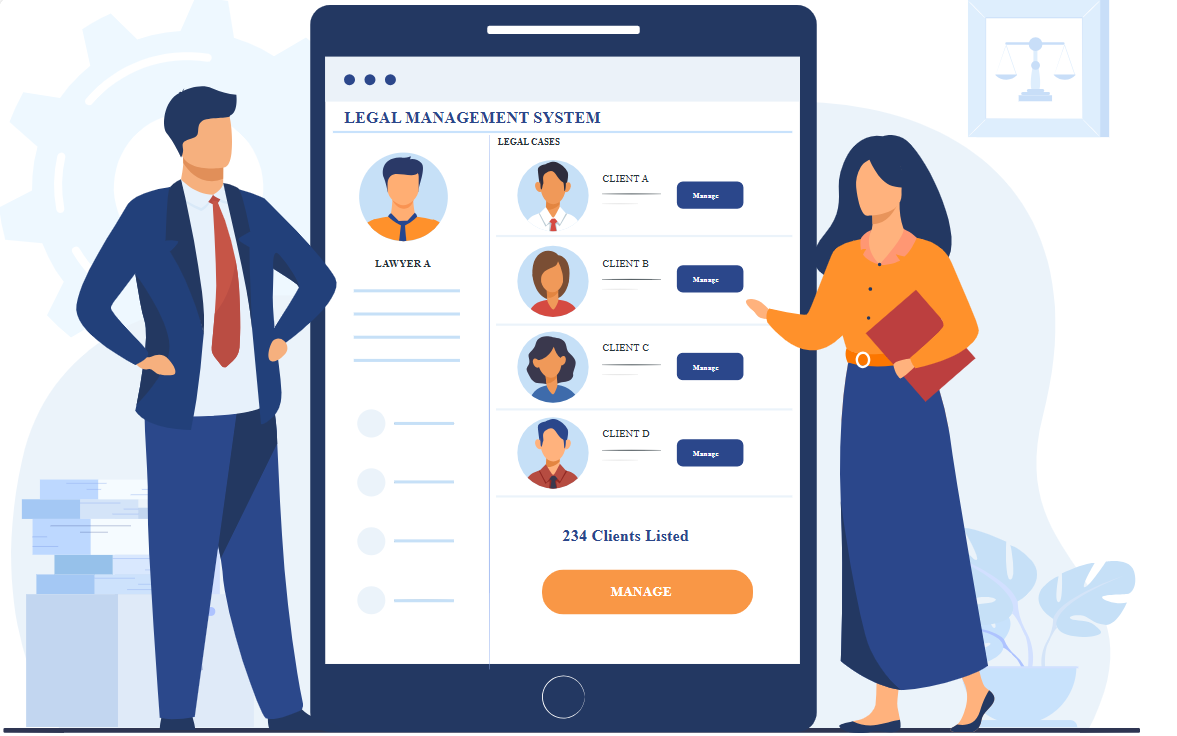 LEGAL MANAGEMENT SYSTEM
LAWYER A
LEGAL CASES
CLIENT A
Manage
CLIENT B
Manage
CLIENT C
Manage
CLIENT D
Manage
234 Clients Listed
MANAGE